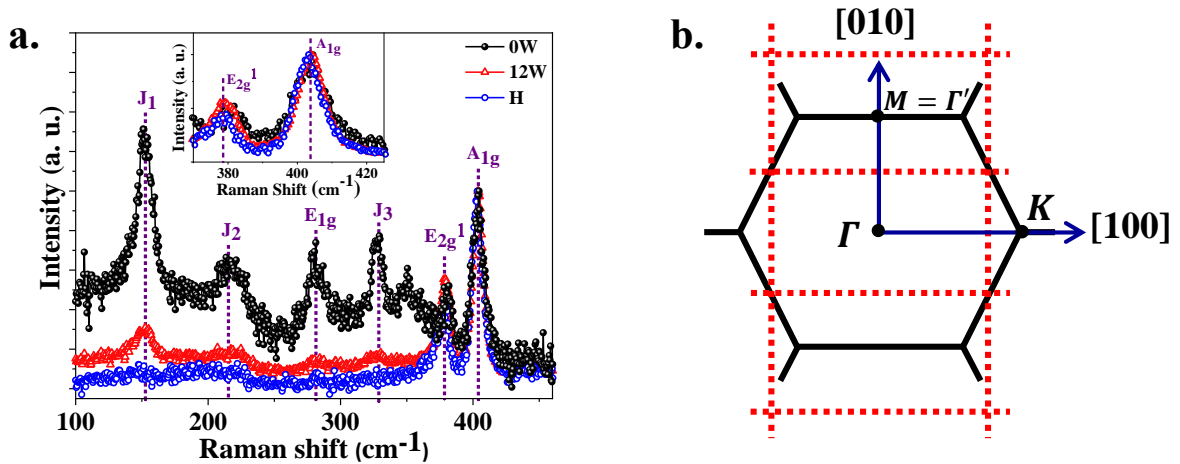 a.
Intensity (a. u.)
J₁
J₂
E₁g
J₃
E₂g¹
A₁g
0W
12W
H
100
200
300
400
Raman shift (cm⁻¹)
Intensity (a. u.)
E₂g¹
A₁g
380
400
420
Raman Shift (cm⁻¹)
b.
[010]
M = Γ′
Γ
K
[100]